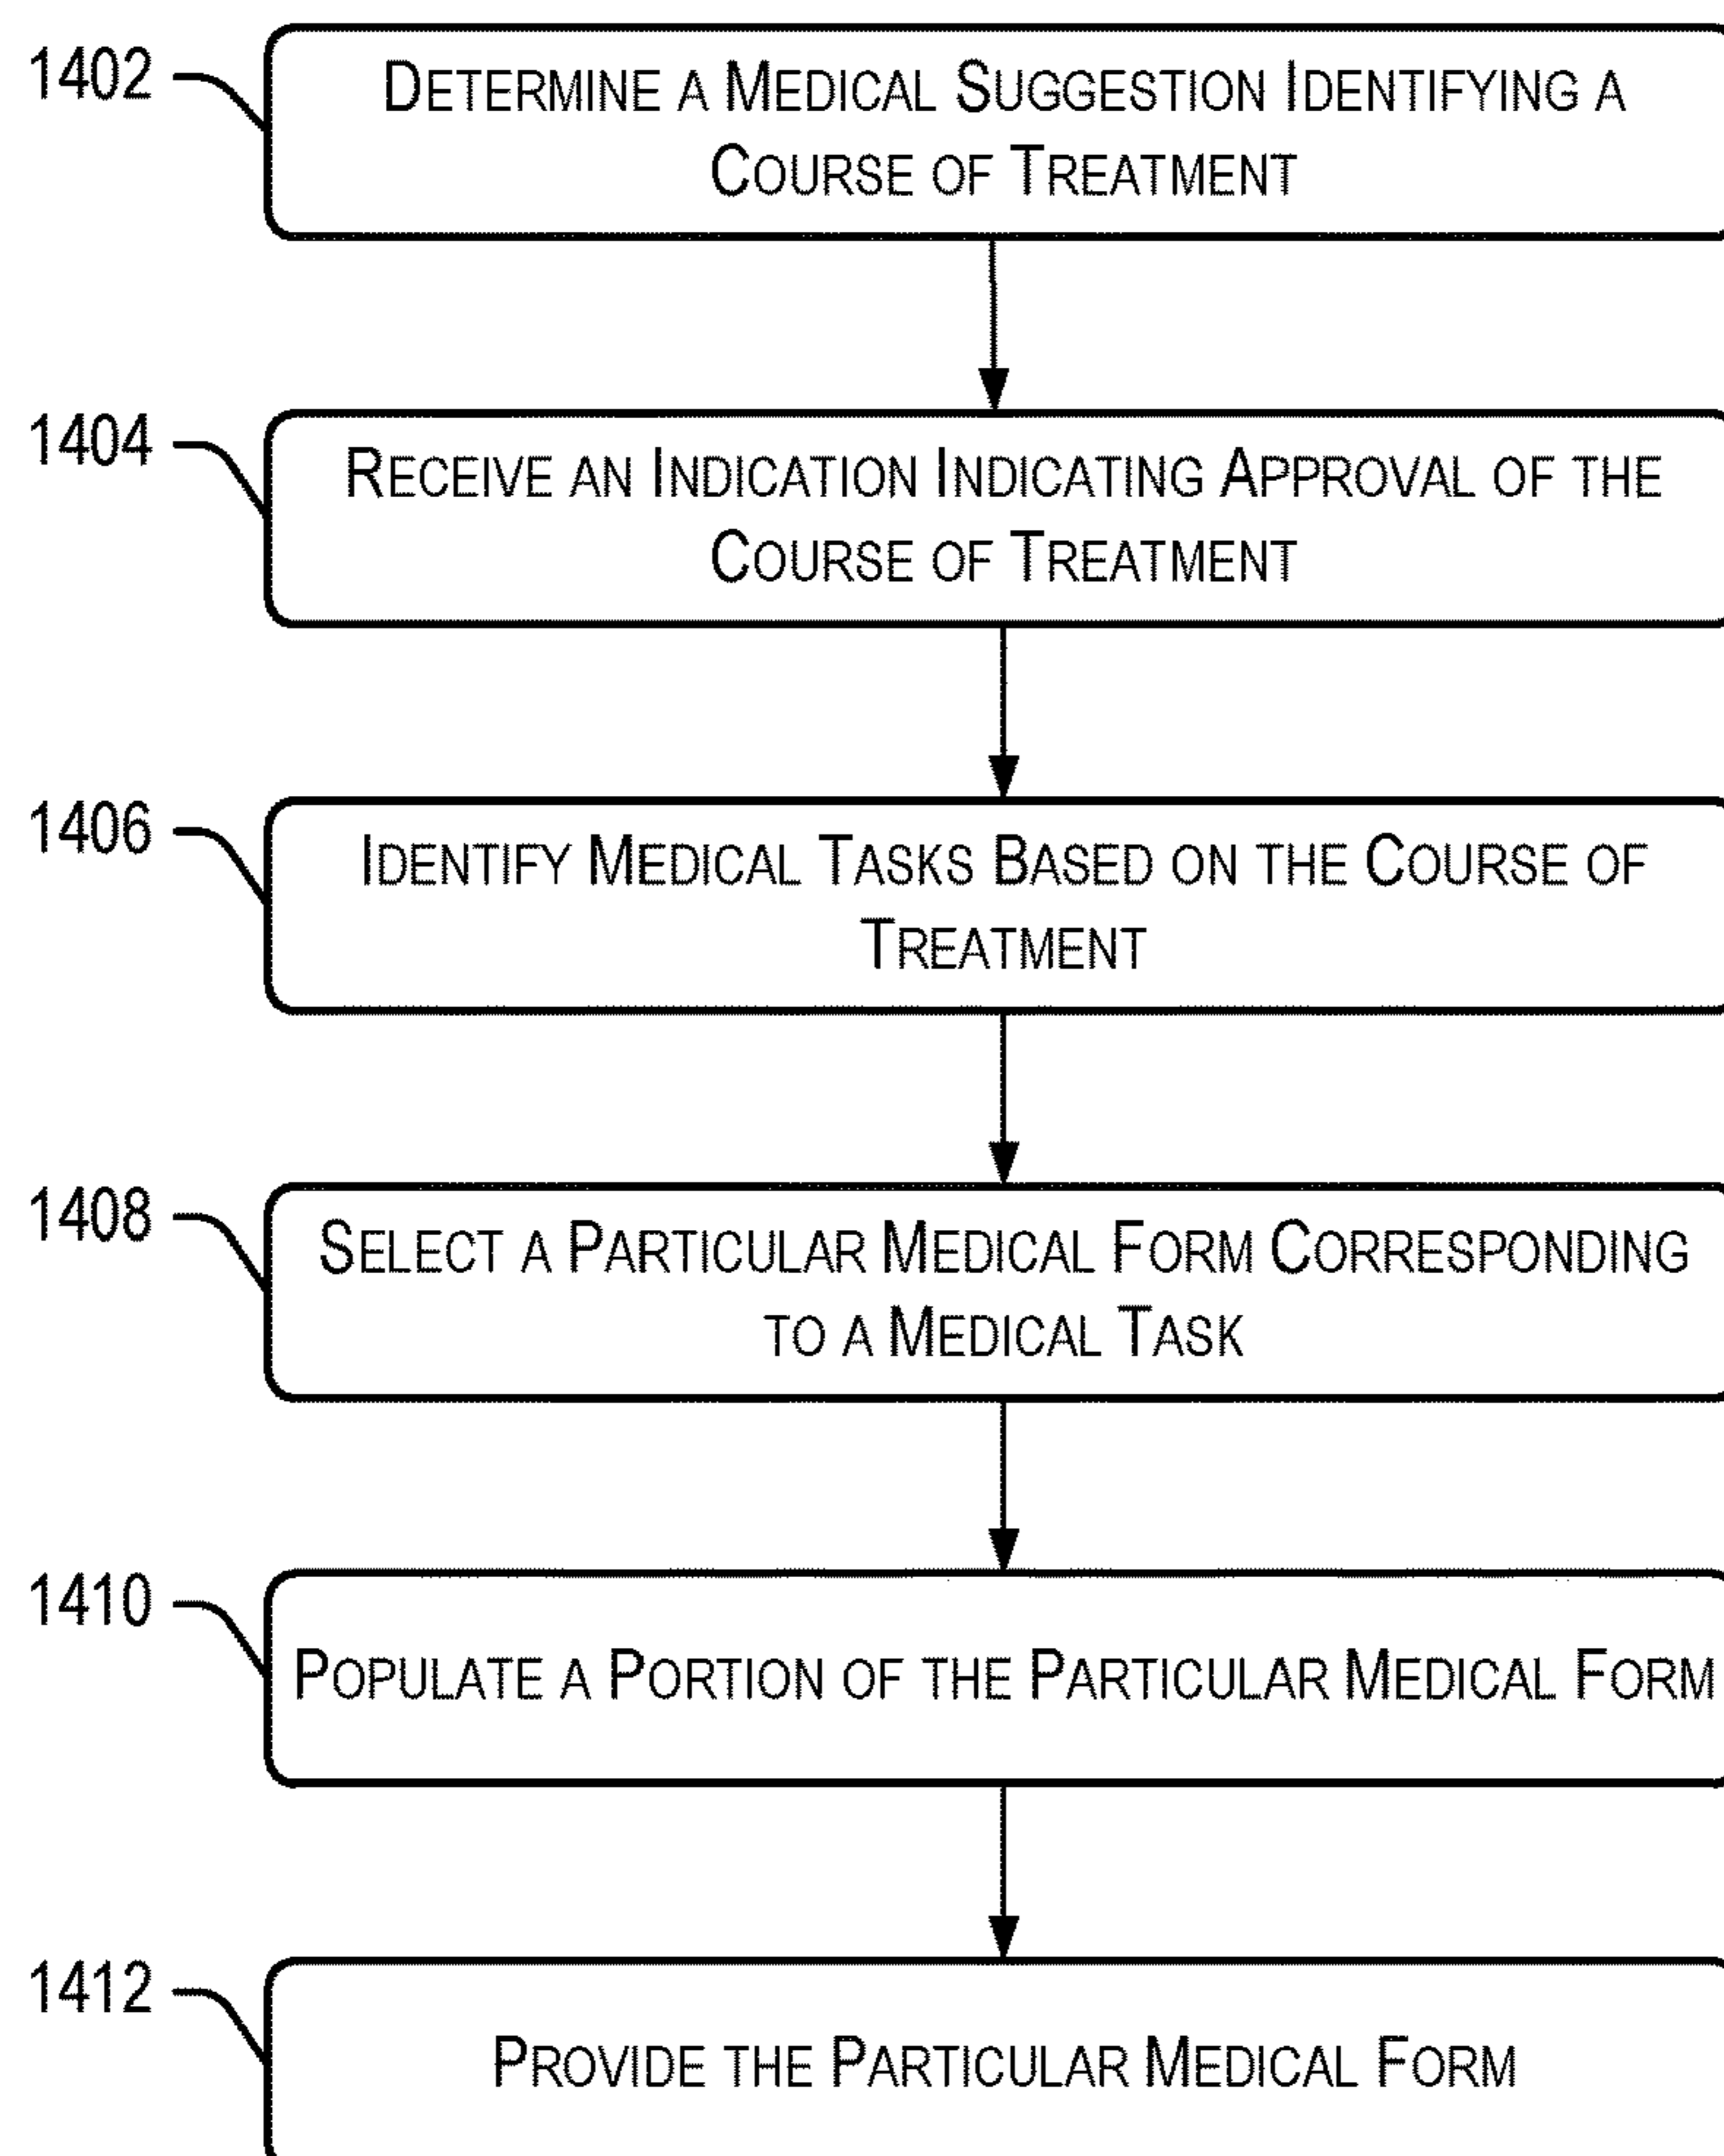 1402
DETERMINE A MEDICAL SUGGESTION IDENTIFYING A
COURSE OF TREATMENT
1404
RECEIVE AN INDICATION INDICATING APPROVAL OF THE
COURSE OF TREATMENT
1406
IDENTIFY MEDICAL TASKS BASED ON THE COURSE OF
TREATMENT
1408
SELECT A PARTICULAR MEDICAL FORM CORRESPONDING
TO A MEDICAL TASK
1410
POPULATE A PORTION OF THE PARTICULAR MEDICAL FORM
1412
PROVIDE THE PARTICULAR MEDICAL FORM